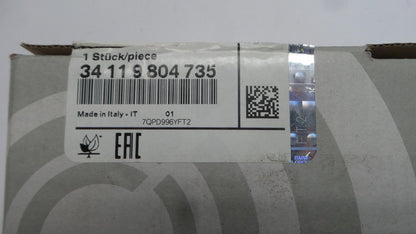 1 Stück/piece
34 11 9 804 735
Made in Italy - IT 01
7QPD996YFT2
EAC